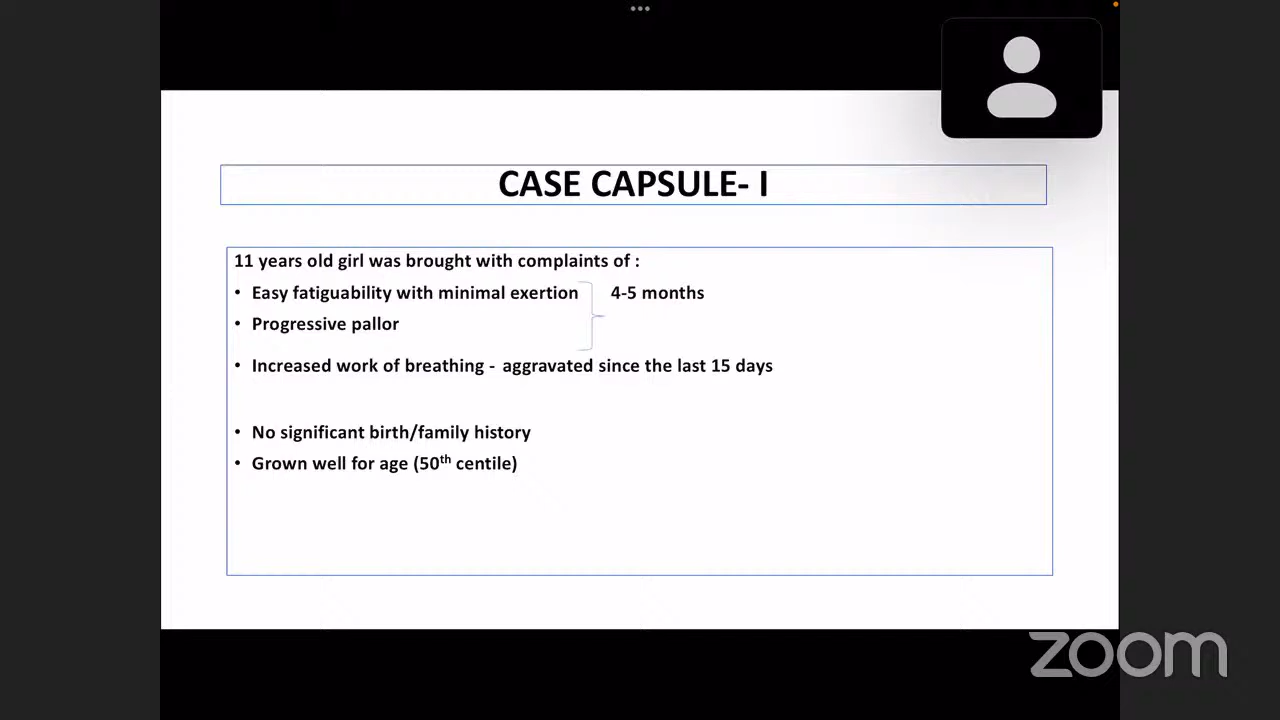 CASE CAPSULE- I
11 years old girl was brought with complaints of :
• Easy fatiguability with minimal exertion 4-5 months
• Progressive pallor
• Increased work of breathing - aggravated since the last 15 days
• No significant birth/family history
• Grown well for age (50th centile)
zoom